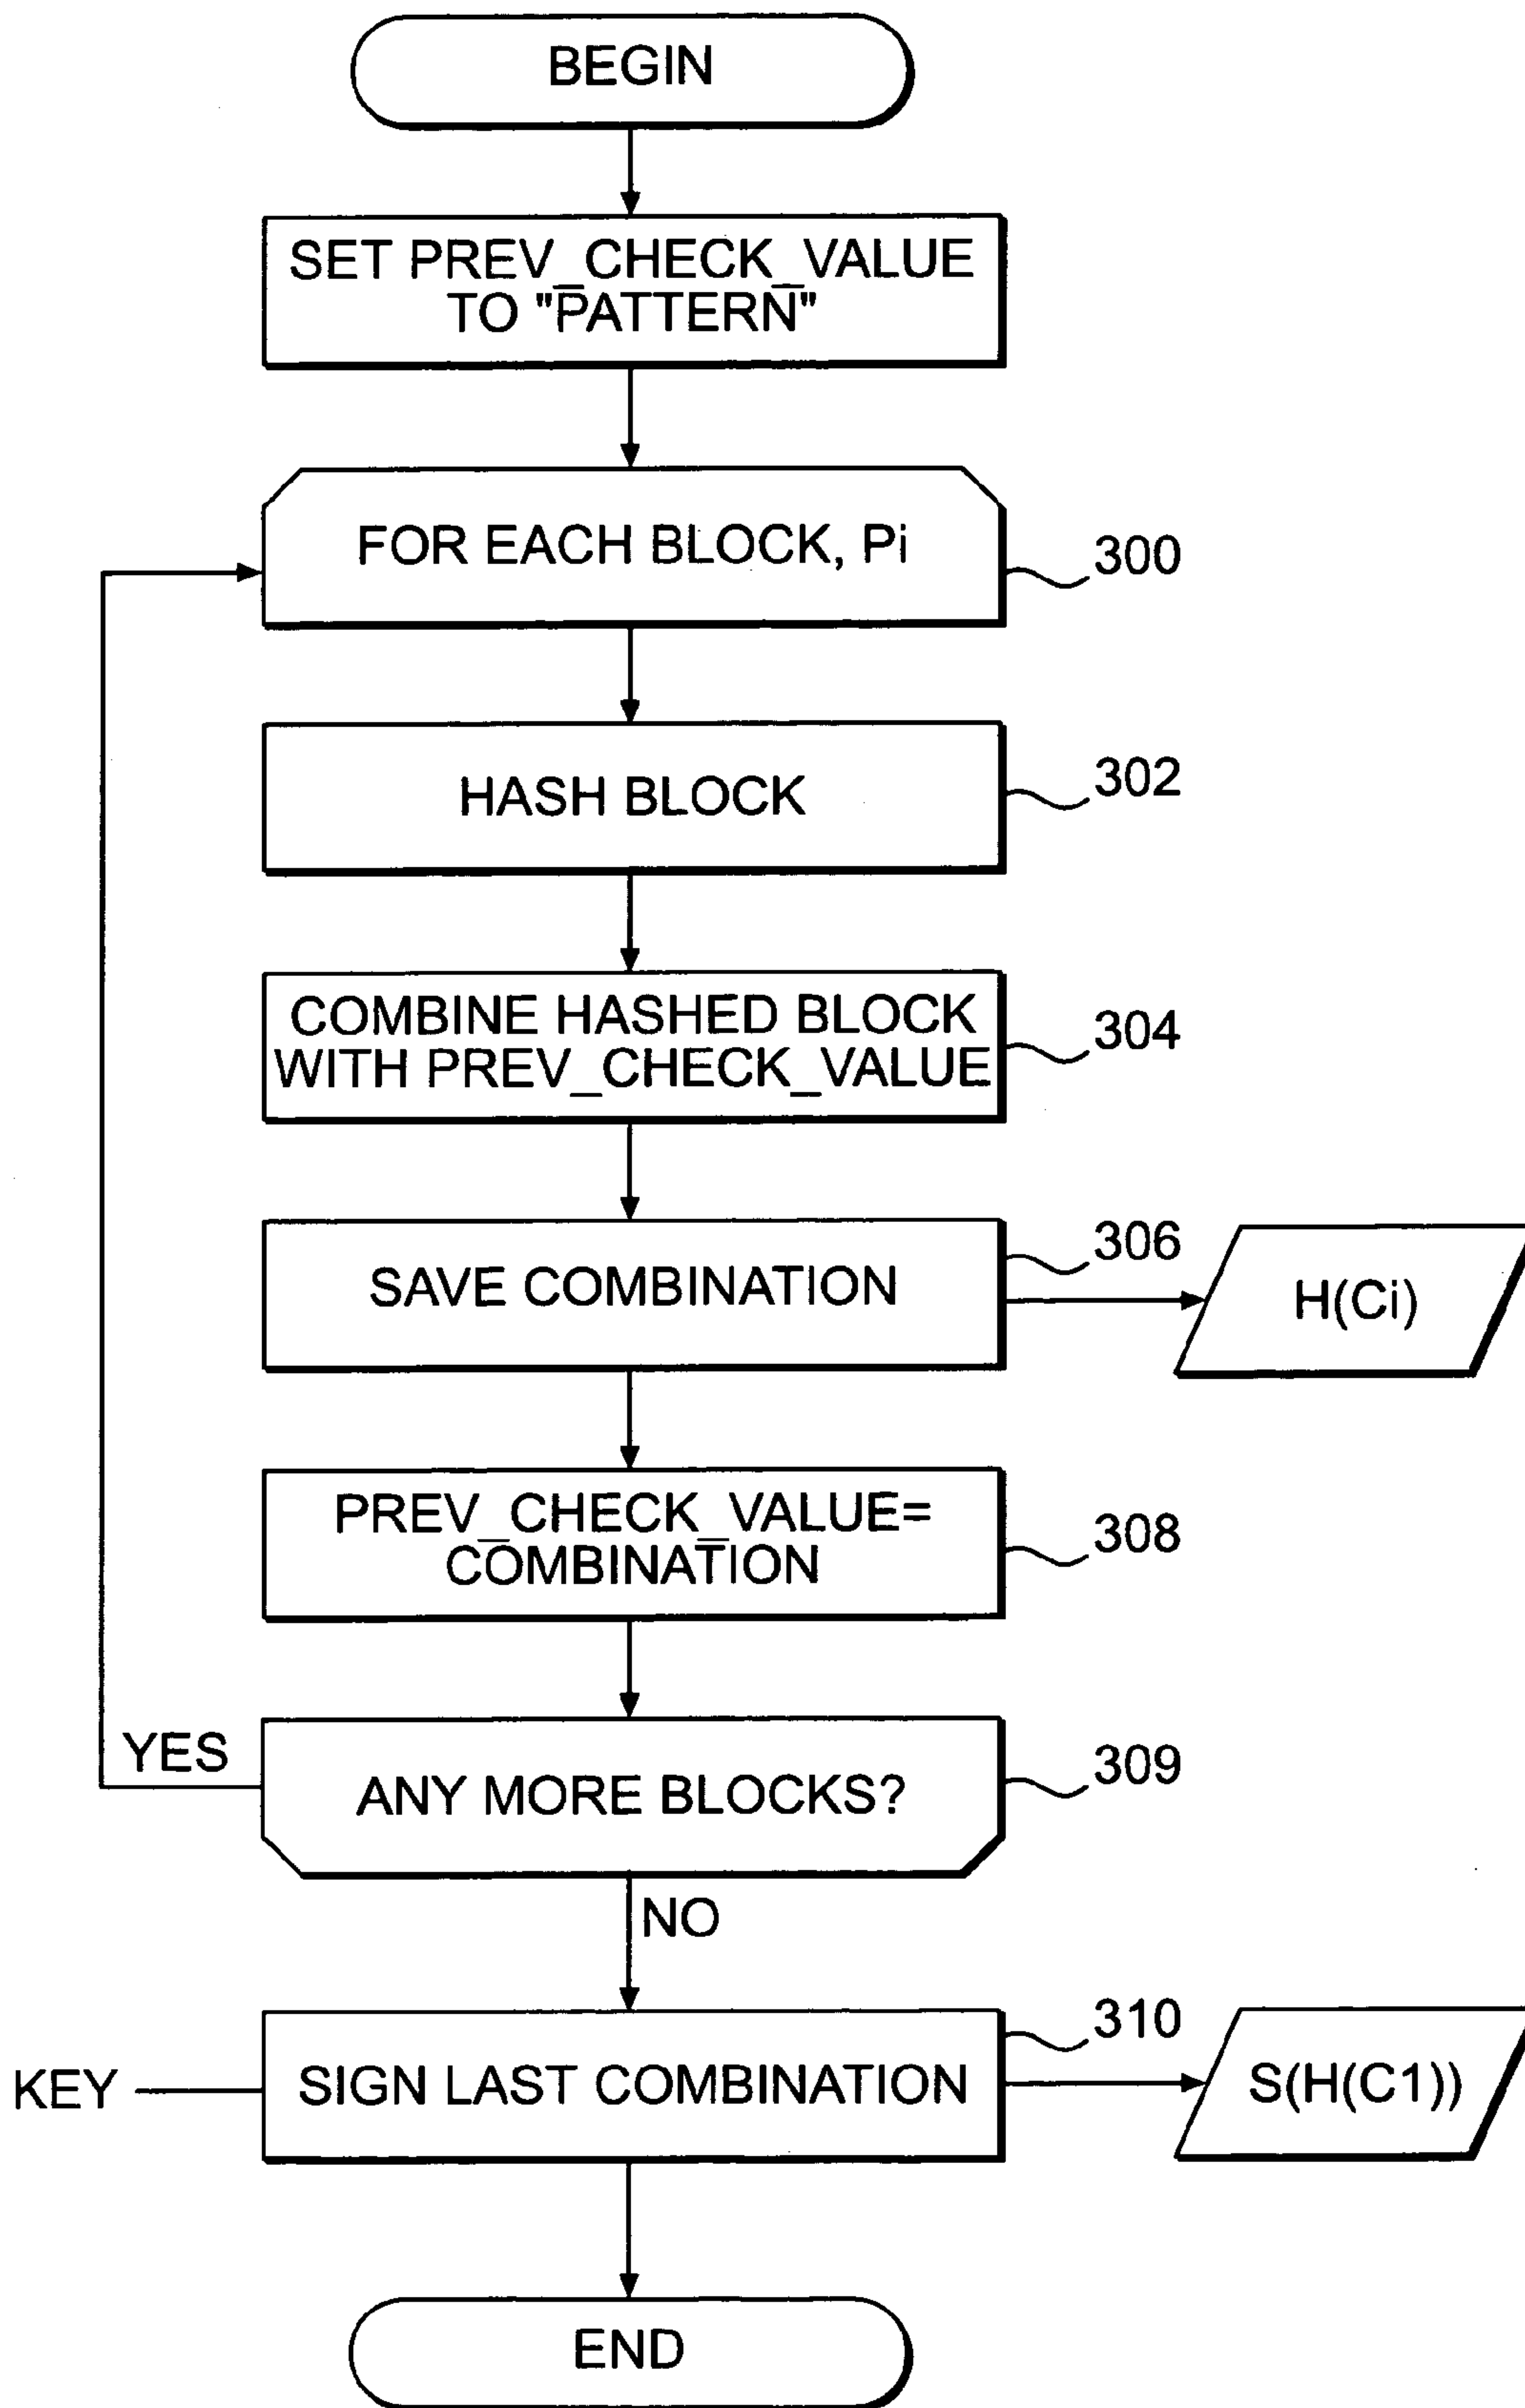 BEGIN
SET PREV_CHECK_VALUE
TO "PATTERN"
FOR EACH BLOCK, Pi
300
HASH BLOCK
302
COMBINE HASHED BLOCK
WITH PREV_CHECK_VALUE
304
SAVE COMBINATION
306
H(Ci)
PREV_CHECK_VALUE=
COMBINATION
308
YES
ANY MORE BLOCKS?
309
NO
KEY
SIGN LAST COMBINATION
310
S(H(C1))
END